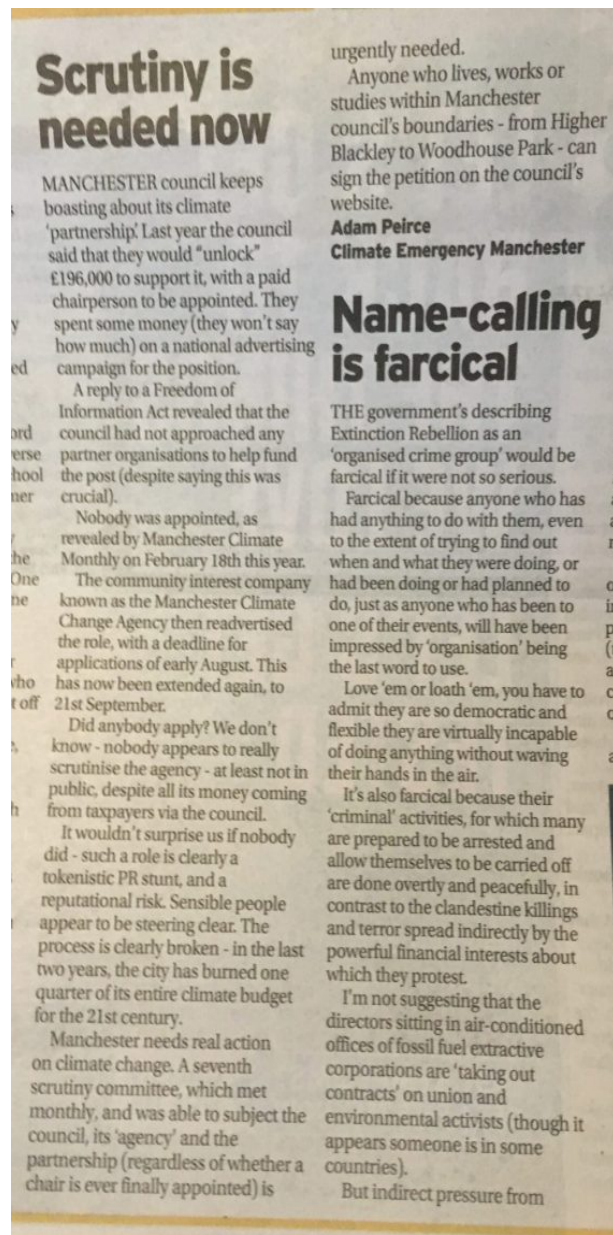 Scrutiny is
needed now
MANCHESTER council keeps
boasting about its climate
'partnership'. Last year the council
said that they would "unlock"
£196,000 to support it, with a paid
chairperson to be appointed. They
spent some money (they won't say
how much) on a national advertising
campaign for the position.
A reply to a Freedom of
Information Act revealed that the
council had not approached any
partner organisations to help fund
the post (despite saying this was
crucial).
Nobody was appointed, as
revealed by Manchester Climate
Monthly on February 18th this year.
The community interest company
known as the Manchester Climate
Change Agency then readvertised
the role, with a deadline for
applications of early August. This
has now been extended again, to
21st September.
Did anybody apply? We don't
know - nobody appears to really
scrutinise the agency - at least not in
public, despite all its money coming
from taxpayers via the council.
It wouldn't surprise us if nobody
did - such a role is clearly a
tokenistic PR stunt, and a
reputational risk. Sensible people
appear to be steering clear. The
process is clearly broken - in the last
two years, the city has burned one
quarter of its entire climate budget
for the 21st century.
Manchester needs real action
on climate change. A seventh
scrutiny committee, which met
monthly, and was able to subject the
council, its 'agency' and the
partnership (regardless of whether a
chair is ever finally appointed) is
urgently needed.
Anyone who lives, works or
studies within Manchester
council's boundaries - from Higher
Blackley to Woodhouse Park - can
sign the petition on the council's
website.
Adam Peirce
Climate Emergency Manchester
Name-calling
is farcical
THE government's describing
Extinction Rebellion as an
'organised crime group' would be
farcical if it were not so serious.
Farcical because anyone who has
had anything to do with them, even
to the extent of trying to find out
when and what they were doing, or
had been doing or had planned to
do, just as anyone who has been to
one of their events, will have been
impressed by 'organisation' being
the last word to use.
Love 'em or loath 'em, you have to
admit they are so democratic and
flexible they are virtually incapable
of doing anything without waving
their hands in the air.
It's also farcical because their
'criminal' activities, for which many
are prepared to be arrested and
allow themselves to be carried off
are done overtly and peacefully, in
contrast to the clandestine killings
and terror spread indirectly by the
powerful financial interests about
which they protest.
I'm not suggesting that the
directors sitting in air-conditioned
offices of fossil fuel extractive
corporations are 'taking out
contracts' on union and
environmental activists (though it
appears someone is in some
countries).
But indirect pressure from